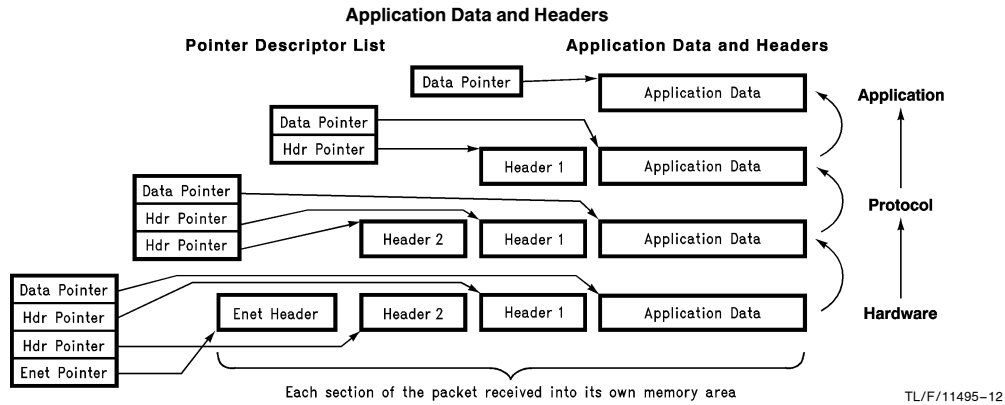 Application Data and Headers
Pointer Descriptor List
Application Data and Headers
Data Pointer
Application Data
Application
Data Pointer
Hdr Pointer
Header 1
Application Data
Data Pointer
Hdr Pointer
Hdr Pointer
Header 2
Header 1
Application Data
Protocol
Data Pointer
Hdr Pointer
Hdr Pointer
Enet Pointer
Enet Header
Header 2
Header 1
Application Data
Hardware
Each section of the packet received into its own memory area
TL/F/11495-12